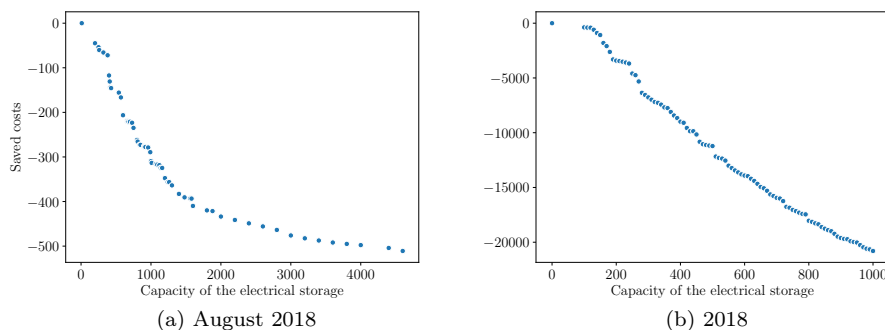 −0
−100
−200
−300
−400
−500
Saved costs
0 1000 2000 3000 4000
Capacity of the electrical storage
(a) August 2018
−0
−5000
−10000
−15000
−20000
0 200 400 600 800 1000
Capacity of the electrical storage
(b) 2018